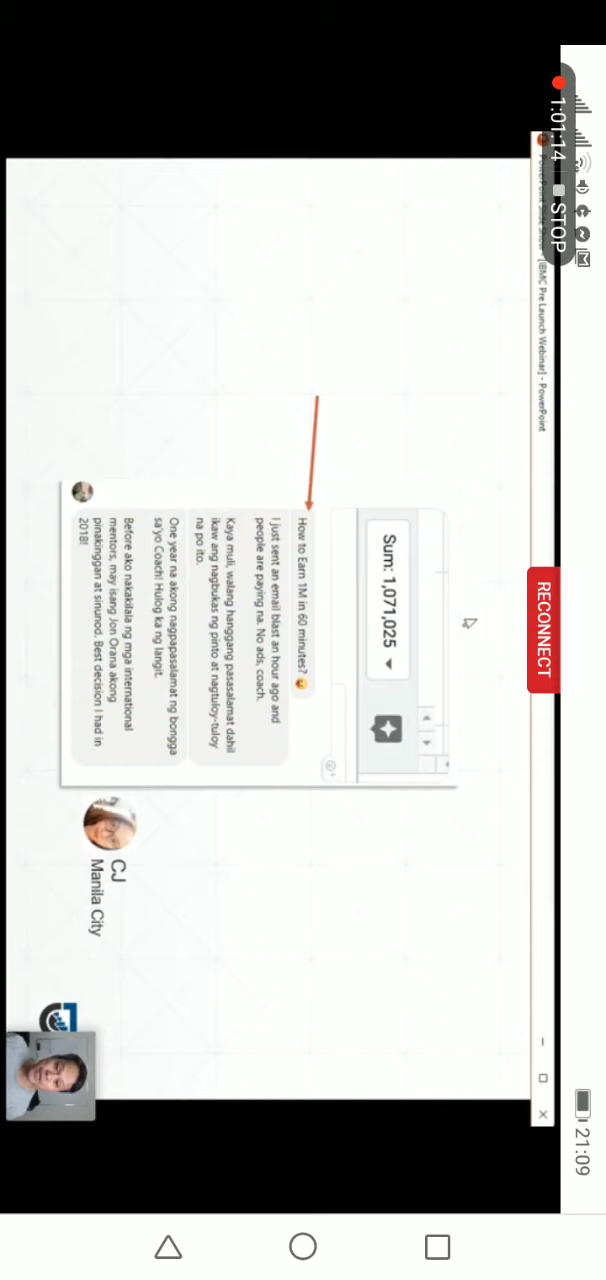 1:01:14 STOP
21:09
PowerPoint Slide Show - [IBMC Pre Launch Webinar] - PowerPoint
RECONNECT
Sum: 1,071,025
How to Earn 1M in 60 minutes? 😀
I just sent an email blast an hour ago and
people are paying na. No ads, coach.
Kaya muli, walang hanggang pasasalamat dahil
ikaw ang nagbukas ng pinto at nagtuloy-tuloy
na po ito.
One year na akong nagpapasalamat ng bongga
sa'yo Coach! Hulog ka ng langit.
Before ako nakakilala ng mga international
mentors, may isang Jon Orana akong
pinakinggan at sinunod. Best decision I had in
2018!
CJ
Manila City